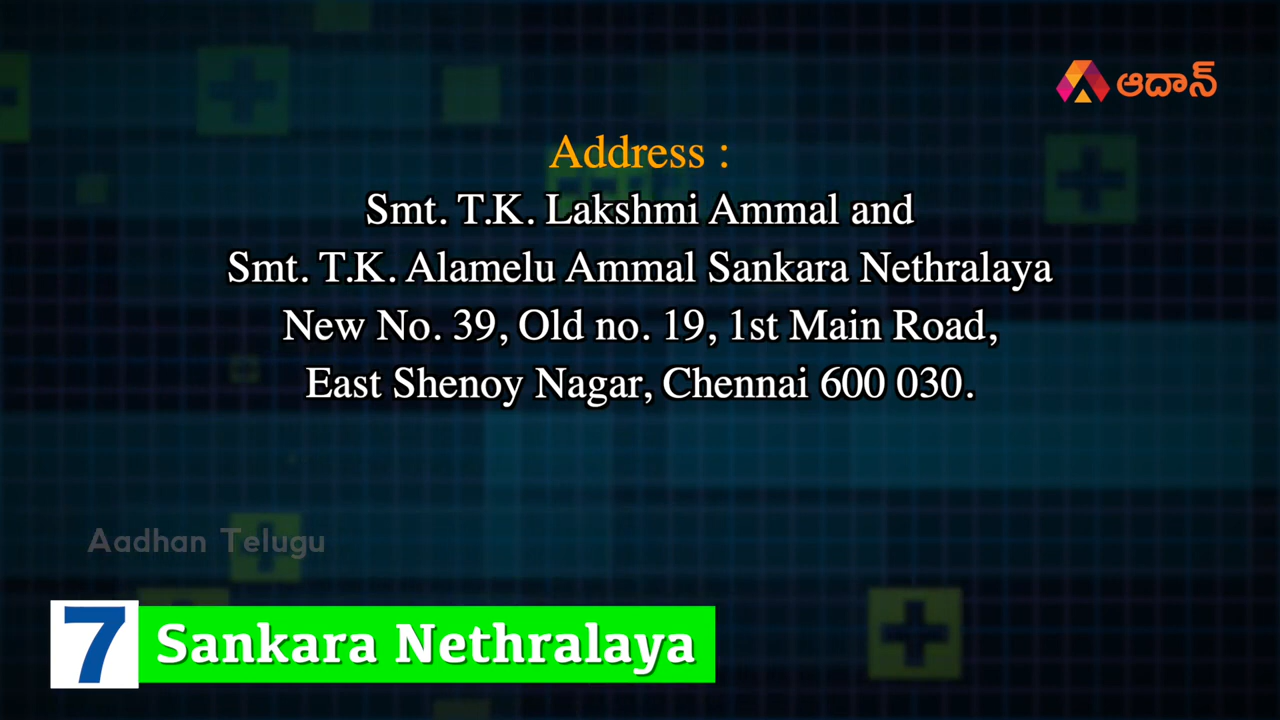 ఆదాన్
Address :
Smt. T.K. Lakshmi Ammal and
Smt. T.K. Alamelu Ammal Sankara Nethralaya
New No. 39, Old no. 19, 1st Main Road,
East Shenoy Nagar, Chennai 600 030.
Aadhan Telugu
7 Sankara Nethralaya